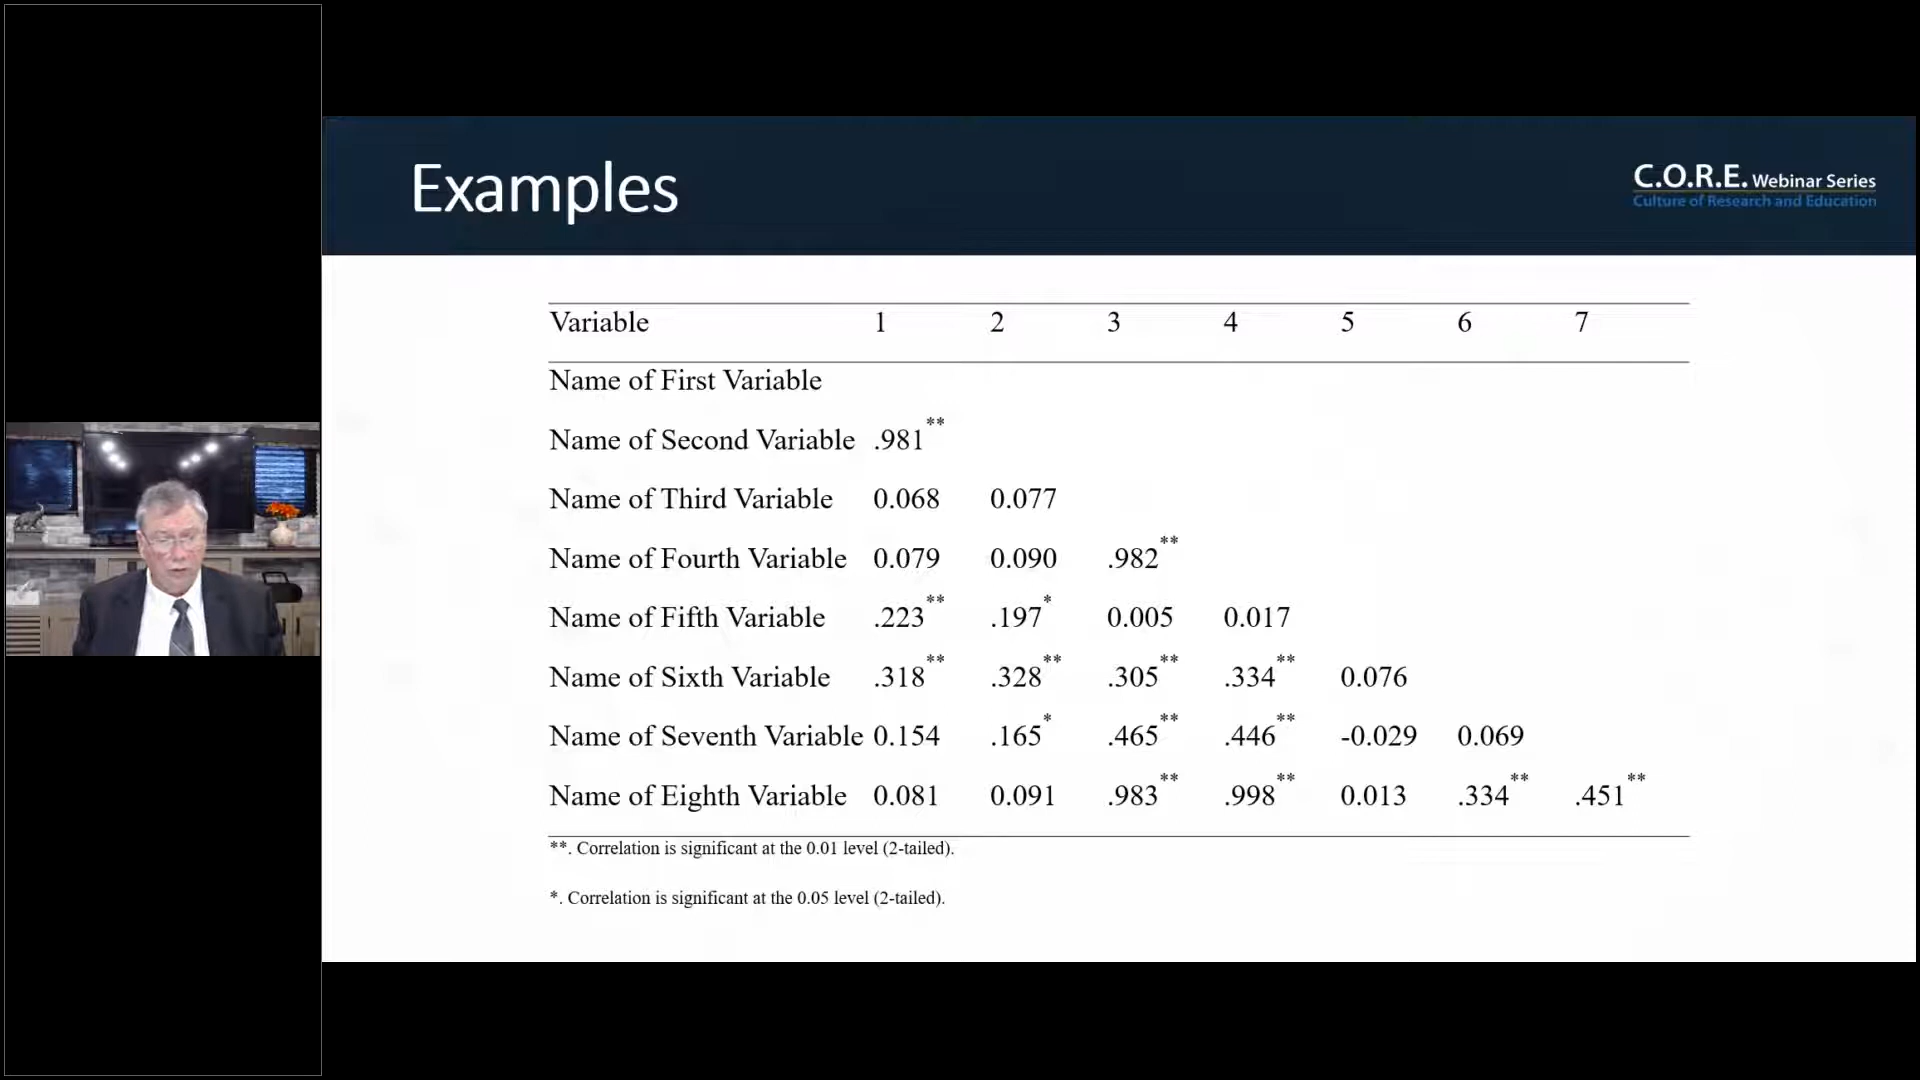 Examples
C.O.R.E. Webinar Series
Culture of Research and Education
Variable 1 2 3 4 5 6 7
Name of First Variable
Name of Second Variable .981**
Name of Third Variable 0.068 0.077
Name of Fourth Variable 0.079 0.090 .982**
Name of Fifth Variable .223** .197* 0.005 0.017
Name of Sixth Variable .318** .328** .305** .334** 0.076
Name of Seventh Variable 0.154 .165* .465** .446** -0.029 0.069
Name of Eighth Variable 0.081 0.091 .983** .998** 0.013 .334** .451**
**. Correlation is significant at the 0.01 level (2-tailed).
*. Correlation is significant at the 0.05 level (2-tailed).